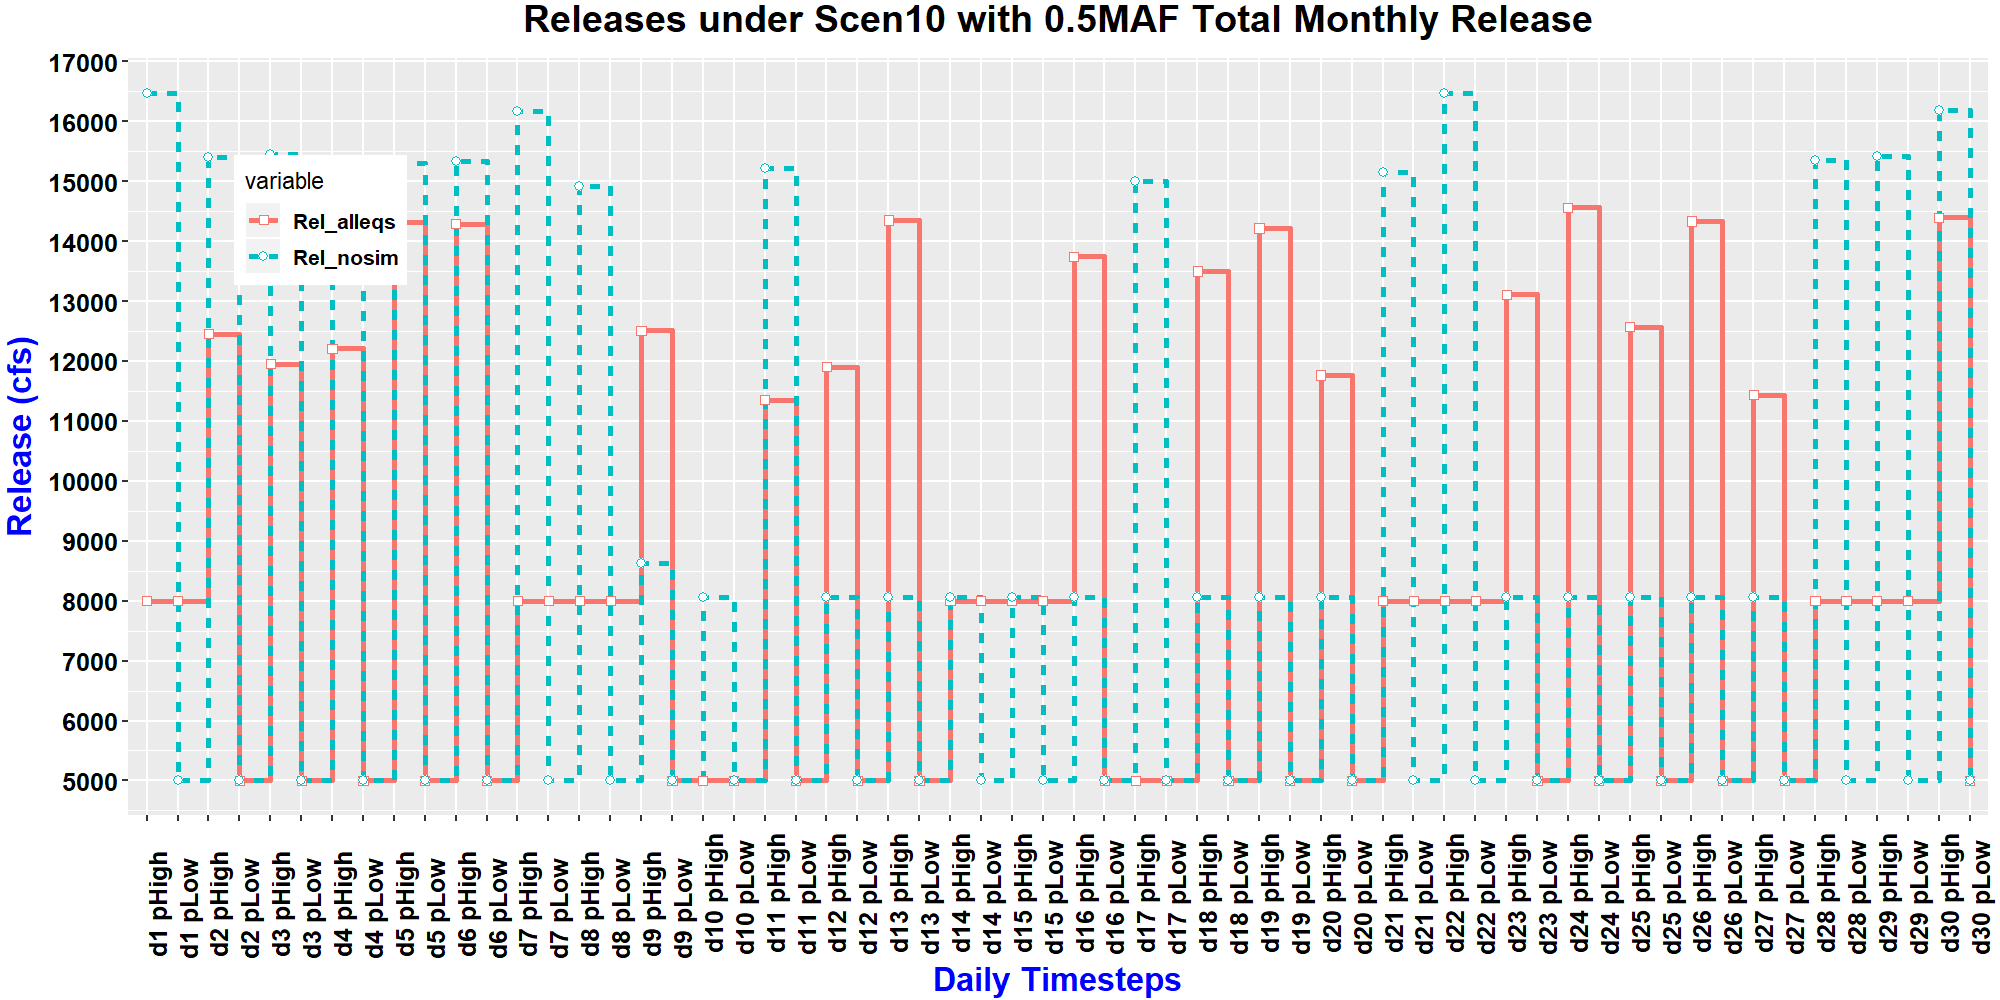 Releases under Scen10 with 0.5MAF Total Monthly Release
17000
16000
15000
14000
13000
12000
11000
10000
9000
8000
7000
6000
5000
Release (cfs)
variable
Rel_alleqs
Rel_nosim
d1 pHigh
d1 pLow
d2 pHigh
d2 pLow
d3 pHigh
d3 pLow
d4 pHigh
d4 pLow
d5 pHigh
d5 pLow
d6 pHigh
d6 pLow
d7 pHigh
d7 pLow
d8 pHigh
d8 pLow
d9 pHigh
d9 pLow
d10 pHigh
d10 pLow
d11 pHigh
d11 pLow
d12 pHigh
d12 pLow
d13 pHigh
d13 pLow
d14 pHigh
d14 pLow
d15 pHigh
d15 pLow
d16 pHigh
d16 pLow
d17 pHigh
d17 pLow
d18 pHigh
d18 pLow
d19 pHigh
d19 pLow
d20 pHigh
d20 pLow
d21 pHigh
d21 pLow
d22 pHigh
d22 pLow
d23 pHigh
d23 pLow
d24 pHigh
d24 pLow
d25 pHigh
d25 pLow
d26 pHigh
d26 pLow
d27 pHigh
d27 pLow
d28 pHigh
d28 pLow
d29 pHigh
d29 pLow
d30 pHigh
d30 pLow
Daily Timesteps